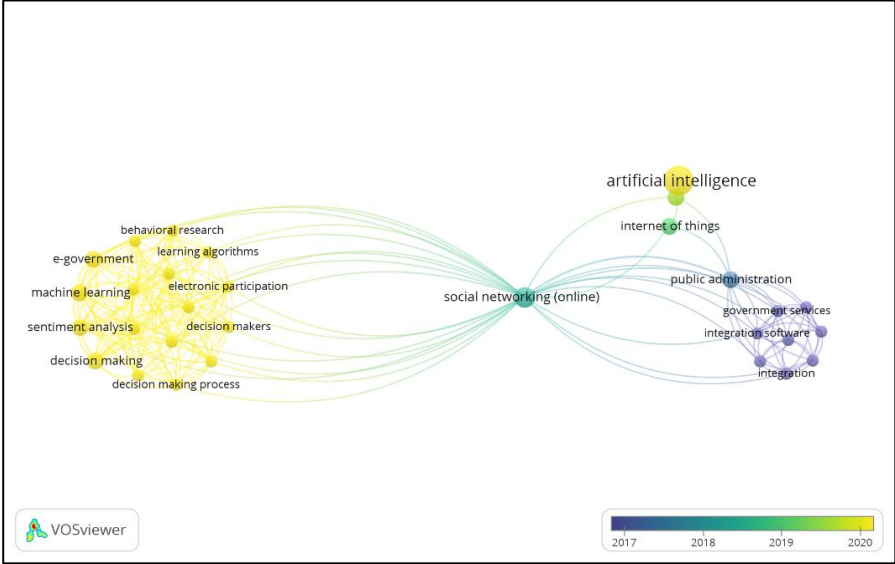 artificial intelligence
internet of things
behavioral research
learning algorithms
e-government
electronic participation
machine learning
public administration
social networking (online)
government services
sentiment analysis
decision makers
integration software
decision making
integration
decision making process
VOSviewer
2017 2018 2019 2020